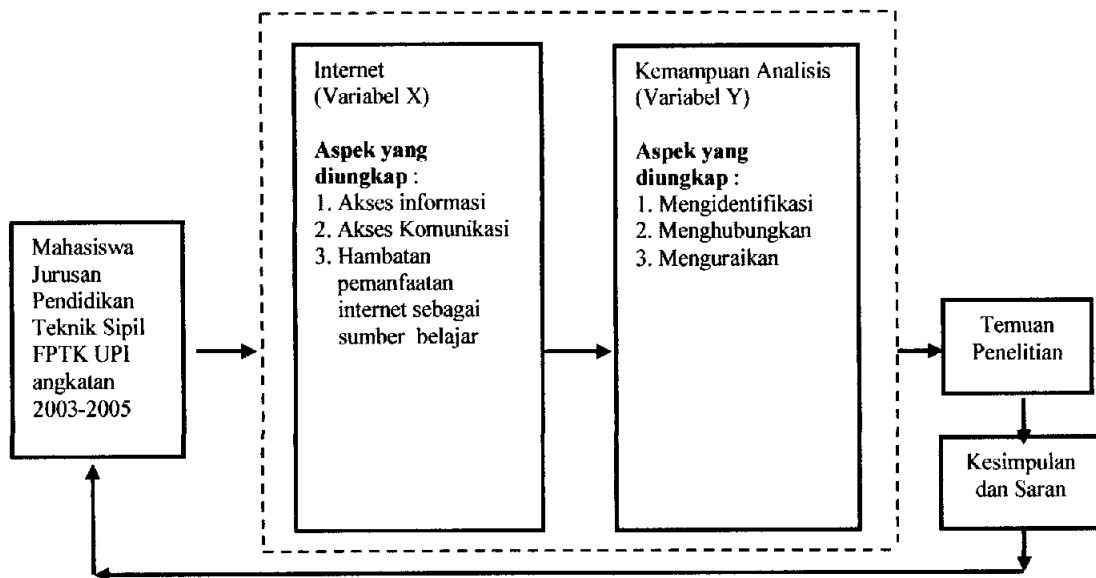 Mahasiswa
Jurusan
Pendidikan
Teknik Sipil
FPTK UPI
angkatan
2003-2005
Internet
(Variabel X)
Aspek yang
diungkap :
1. Akses informasi
2. Akses Komunikasi
3. Hambatan
pemanfaatan
internet sebagai
sumber belajar
Kemampuan Analisis
(Variabel Y)
Aspek yang
diungkap :
1. Mengidentifikasi
2. Menghubungkan
3. Menguraikan
Temuan
Penelitian
Kesimpulan
dan Saran